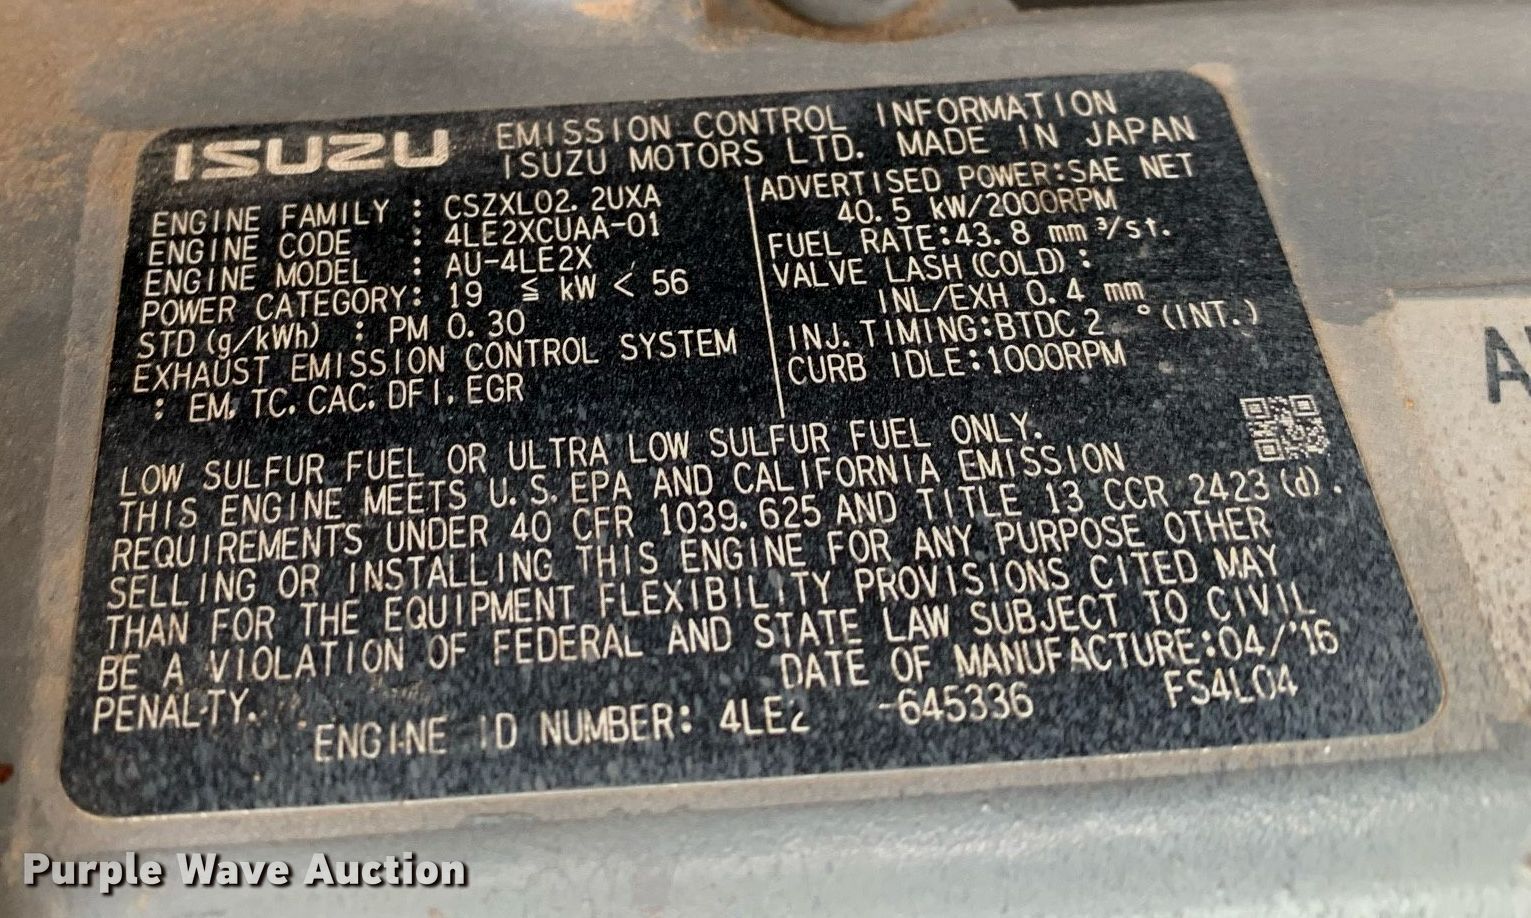 ISUZU EMISSION CONTROL INFORMATION
ISUZU MOTORS LTD. MADE IN JAPAN
ENGINE FAMILY : CSZXL02. 2UXA
ENGINE CODE : 4LE2XCUAA-01
ENGINE MODEL : AU-4LE2X
POWER CATEGORY: 19 ≦ kW < 56
STD (g/kWh) : PM 0. 30
EXHAUST EMISSION CONTROL SYSTEM
: EM, TC. CAC. DFI. EGR
ADVERTISED POWER:SAE NET
40. 5 kW/2000RPM
FUEL RATE:43. 8 mm³/st.
VALVE LASH (COLD) :
INL/EXH 0. 4 mm
INJ. TIMING:BTDC 2 ° (INT.)
CURB IDLE:1000RPM
LOW SULFUR FUEL OR ULTRA LOW SULFUR FUEL ONLY.
THIS ENGINE MEETS U. S. EPA AND CALIFORNIA EMISSION
REQUIREMENTS UNDER 40 CFR 1039. 625 AND TITLE 13 CCR 2423 (d) .
SELLING OR INSTALLING THIS ENGINE FOR ANY PURPOSE OTHER
THAN FOR THE EQUIPMENT FLEXIBILITY PROVISIONS CITED MAY
BE A VIOLATION OF FEDERAL AND STATE LAW SUBJECT TO CIVIL
PENALTY.
DATE OF MANUFACTURE:04/'16
ENGINE ID NUMBER: 4LE2 -645336 FS4L04
Purple Wave Auction